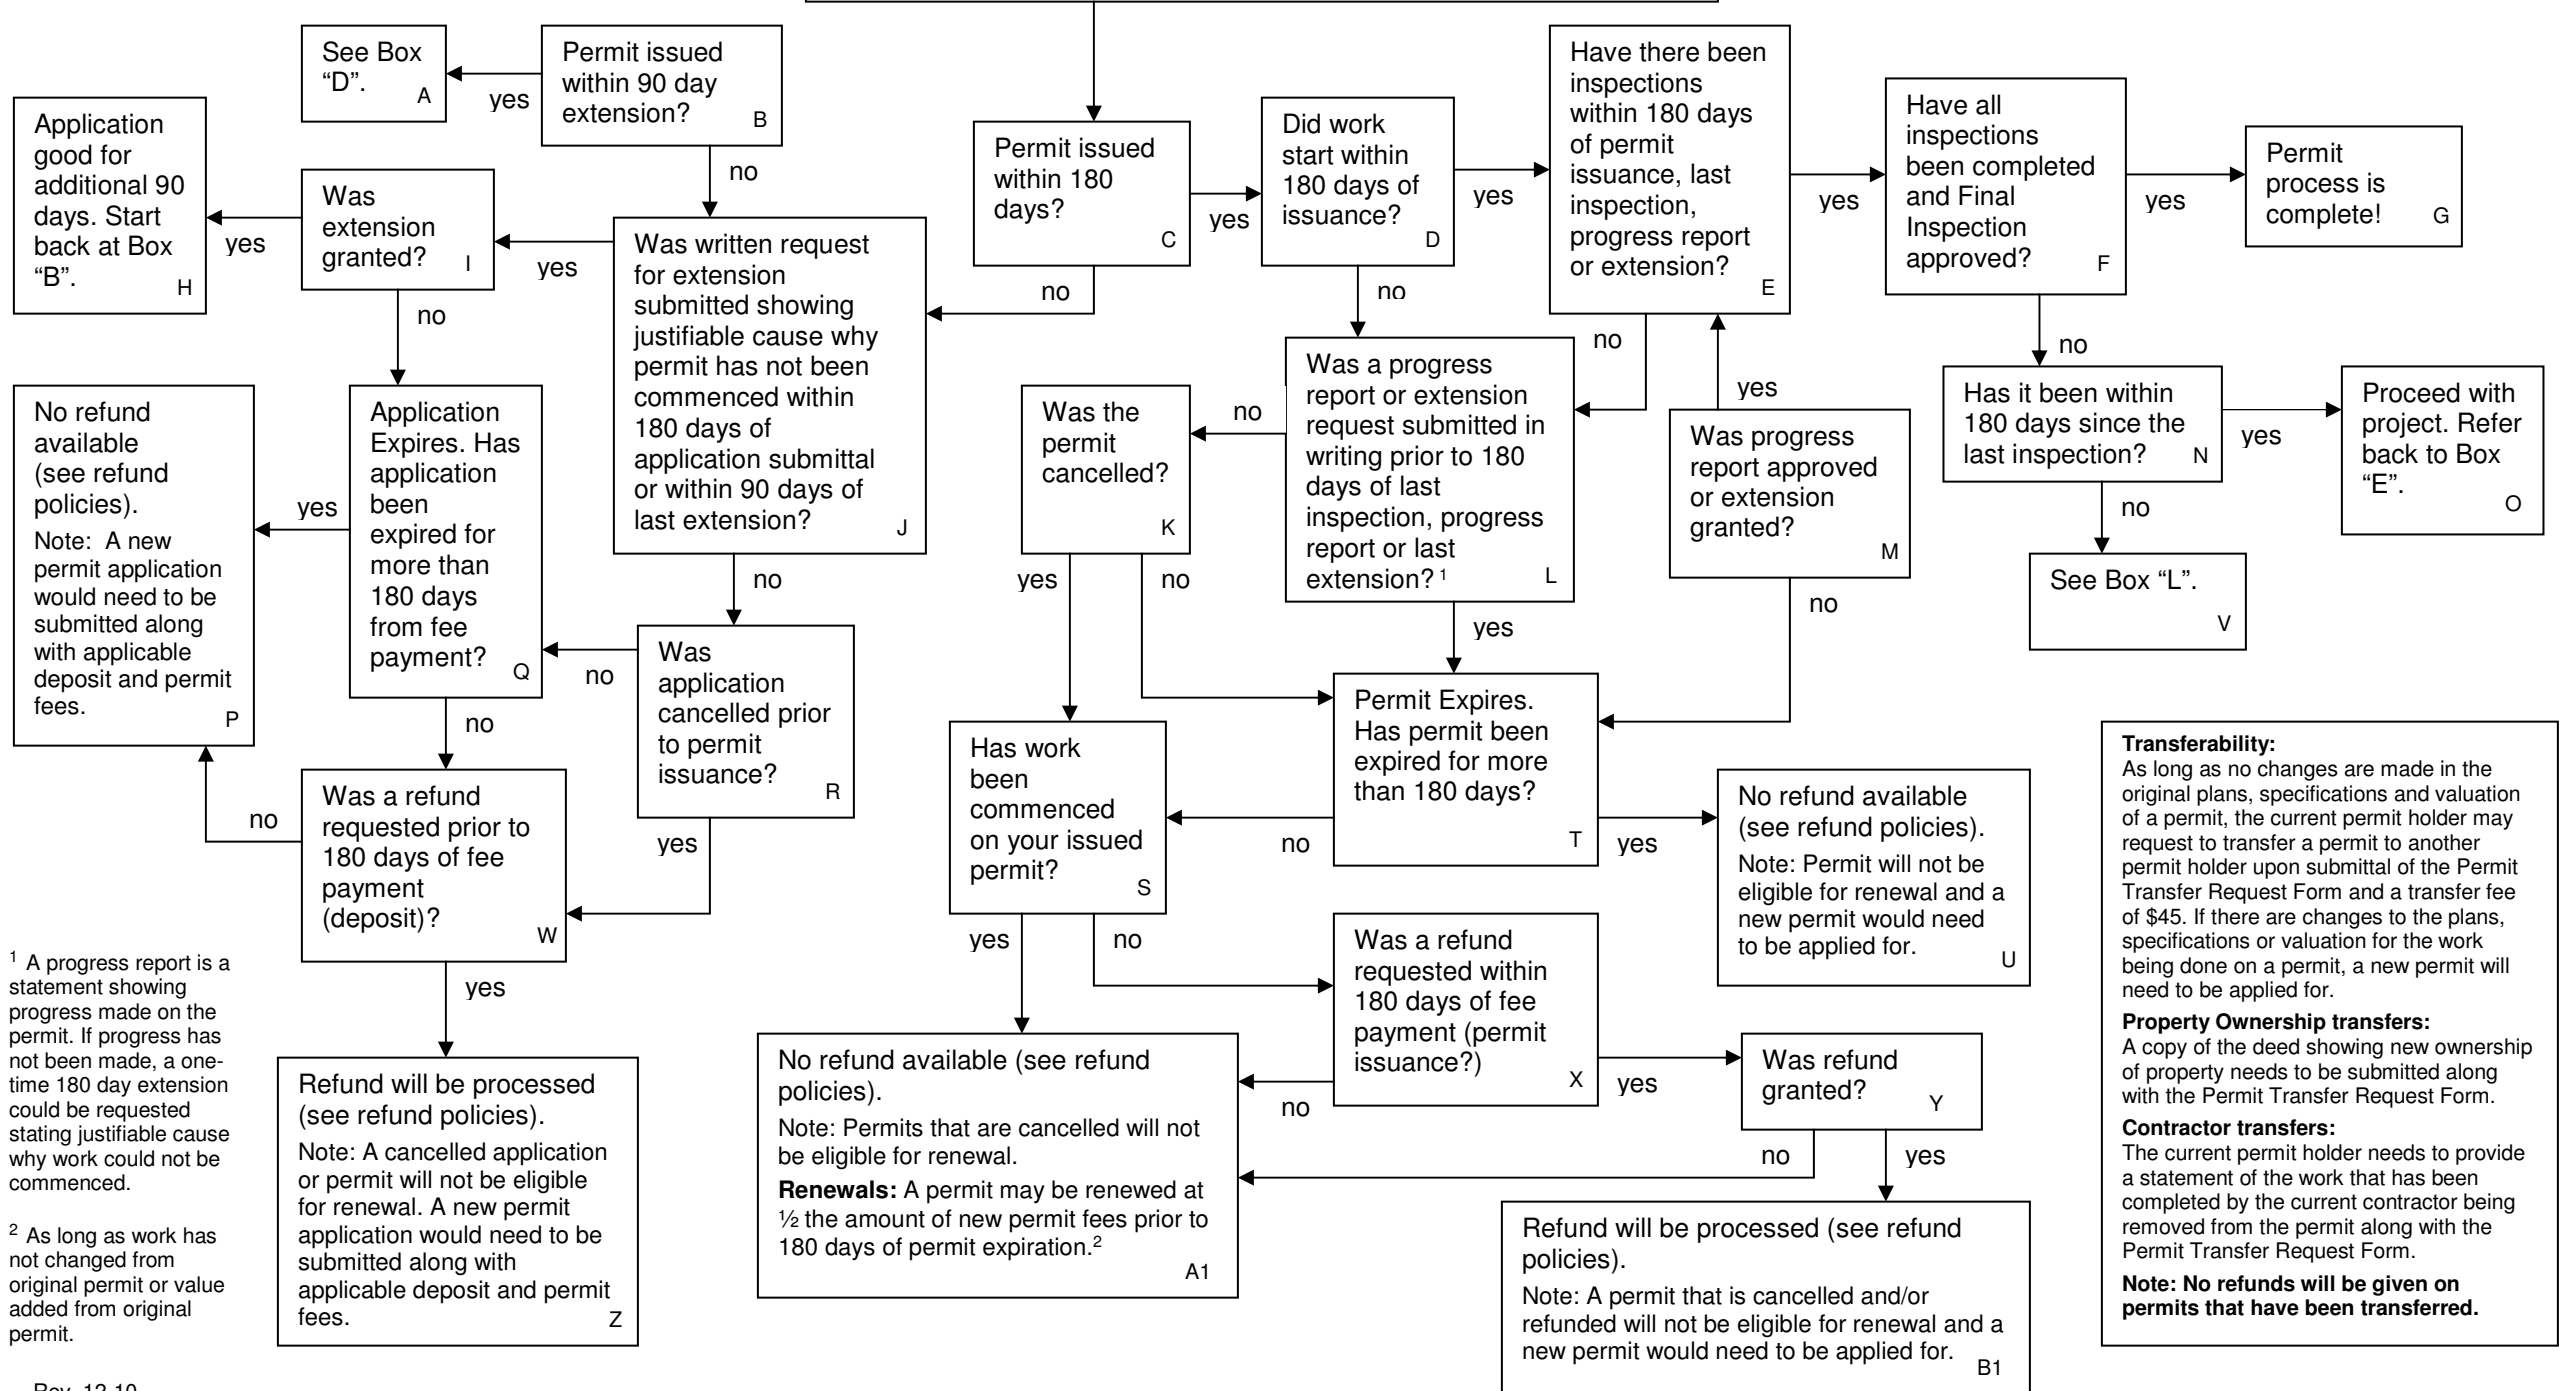 See Box
“D”.
A
yes
Permit issued
within 90 day
extension?
B
no
Application
good for
additional 90
days. Start
back at Box
“B”.
H
yes
Was
extension
granted?
I
yes
no
Was written request
for extension
submitted showing
justifiable cause why
permit has not been
commenced within
180 days of
application submittal
or within 90 days of
last extension?
J
no
Permit issued
within 180
days?
C
yes
no
Did work
start within
180 days of
issuance?
D
yes
no
Have there been
inspections
within 180 days
of permit
issuance, last
inspection,
progress report
or extension?
E
yes
no
Have all
inspections
been completed
and Final
Inspection
approved?
F
yes
no
Permit
process is
complete!
G
No refund
available
(see refund
policies).
Note:  A new
permit application
would need to be
submitted along
with applicable
deposit and permit
fees.
P
yes
Application
Expires. Has
application
been
expired for
more than
180 days
from fee
payment?
Q
no
no
Was
application
cancelled prior
to permit
issuance?
R
yes
Was the
permit
cancelled?
K
no
yes
no
Was a progress
report or extension
request submitted in
writing prior to 180
days of last
inspection, progress
report or last
extension? 1
L
yes
yes
Was progress
report approved
or extension
granted?
M
no
Has it been within
180 days since the
last inspection?
N
yes
no
Proceed with
project. Refer
back to Box
“E”.
O
See Box “L”.
V
no
Was a refund
requested prior to
180 days of fee
payment
(deposit)?
W
yes
Has work
been
commenced
on your issued
permit?
S
yes
no
Permit Expires.
Has permit been
expired for more
than 180 days?
T
no
yes
No refund available
(see refund policies).
Note: Permit will not be
eligible for renewal and a
new permit would need
to be applied for.
U
Was a refund
requested within
180 days of fee
payment (permit
issuance?)
X
no
yes
Was refund
granted?
Y
no
yes
1 A progress report is a
statement showing
progress made on the
permit. If progress has
not been made, a one-
time 180 day extension
could be requested
stating justifiable cause
why work could not be
commenced.
2 As long as work has
not changed from
original permit or value
added from original
permit.
Refund will be processed
(see refund policies).
Note: A cancelled application
or permit will not be eligible
for renewal. A new permit
application would need to be
submitted along with
applicable deposit and permit
fees.
Z
No refund available (see refund
policies).
Note: Permits that are cancelled will not
be eligible for renewal.
Renewals: A permit may be renewed at
½ the amount of new permit fees prior to
180 days of permit expiration.2
A1
Refund will be processed (see refund
policies).
Note: A permit that is cancelled and/or
refunded will not be eligible for renewal and a
new permit would need to be applied for.
B1
Transferability:
As long as no changes are made in the
original plans, specifications and valuation
of a permit, the current permit holder may
request to transfer a permit to another
permit holder upon submittal of the Permit
Transfer Request Form and a transfer fee
of $45. If there are changes to the plans,
specifications or valuation for the work
being done on a permit, a new permit will
need to be applied for.
Property Ownership transfers:
A copy of the deed showing new ownership
of property needs to be submitted along
with the Permit Transfer Request Form.
Contractor transfers:
The current permit holder needs to provide
a statement of the work that has been
completed by the current contractor being
removed from the permit along with the
Permit Transfer Request Form.
Note: No refunds will be given on
permits that have been transferred.